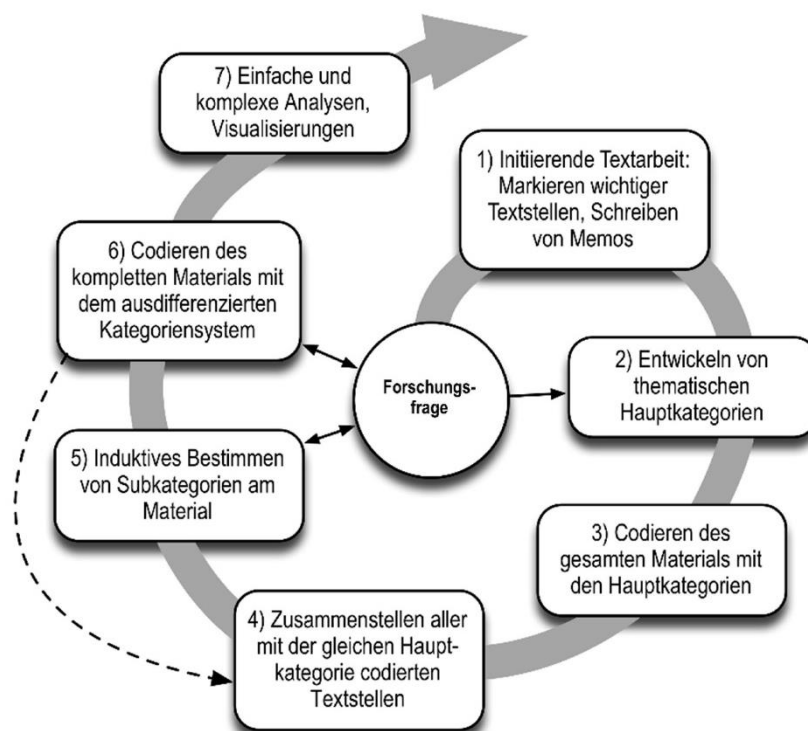 7) Einfache und
komplexe Analysen,
Visualisierungen
1) Initiierende Textarbeit:
Markieren wichtiger
Textstellen, Schreiben
von Memos
6) Codieren des
kompletten Materials mit
dem ausdifferenzierten
Kategoriensystem
Forschungs-
frage
2) Entwickeln von
thematischen
Hauptkategorien
5) Induktives Bestimmen
von Subkategorien am
Material
3) Codieren des
gesamten Materials mit
den Hauptkategorien
4) Zusammenstellen aller
mit der gleichen Haupt-
kategorie codierten
Textstellen